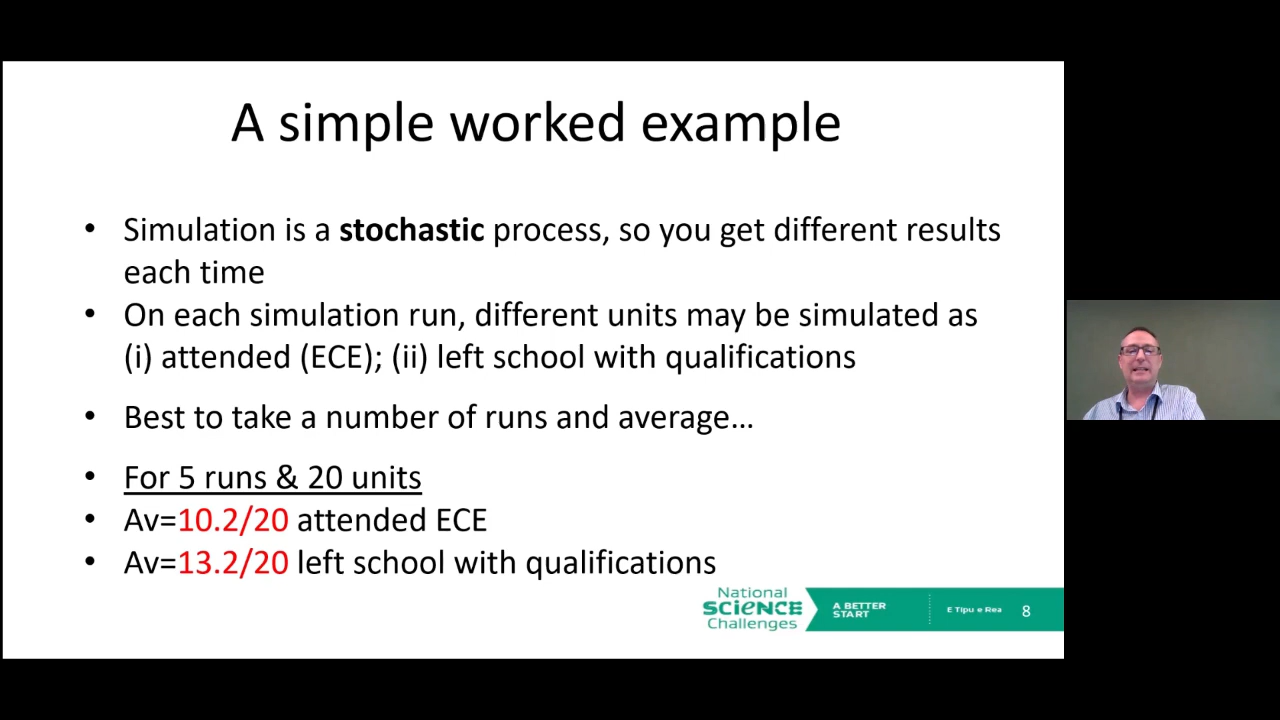 A simple worked example
• Simulation is a stochastic process, so you get different results
each time
• On each simulation run, different units may be simulated as
(i) attended (ECE); (ii) left school with qualifications
• Best to take a number of runs and average…
• For 5 runs & 20 units
• Av=10.2/20 attended ECE
• Av=13.2/20 left school with qualifications
National
SCIENCE
Challenges
A BETTER
START
E Tipu e Rea
8